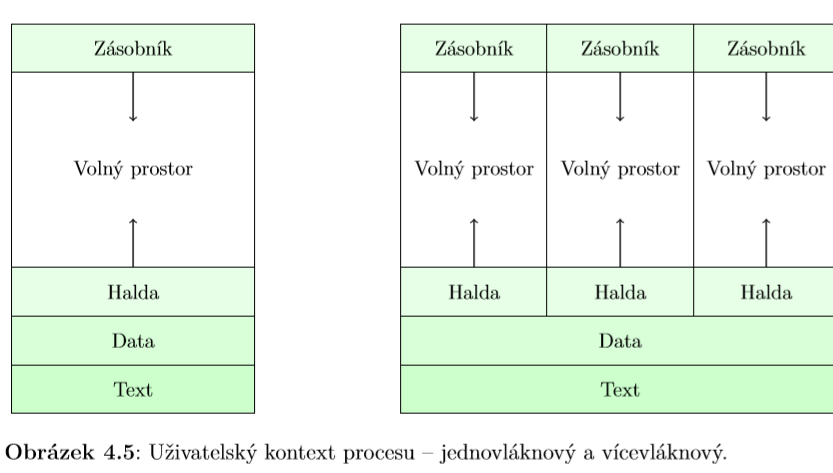 Zásobník
Volný prostor
Halda
Data
Text
Zásobník Zásobník Zásobník
Volný prostor Volný prostor Volný prostor
Halda Halda Halda
Data
Text
Obrázek 4.5: Uživatelský kontext procesu – jednovláknový a vícevláknový.